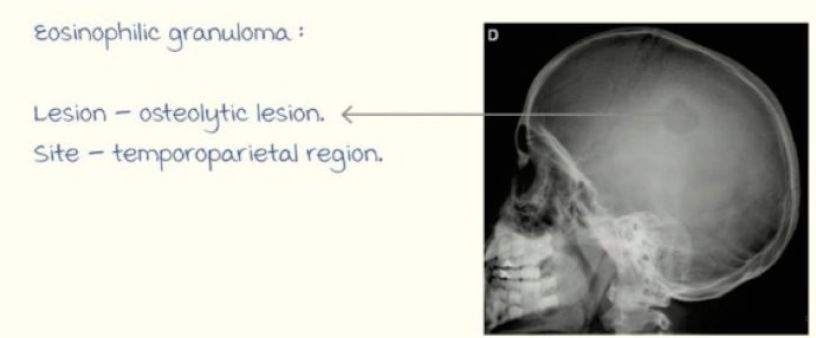 Eosinophilic granuloma :
D
Lesion – osteolytic lesion.
Site – temporoparietal region.